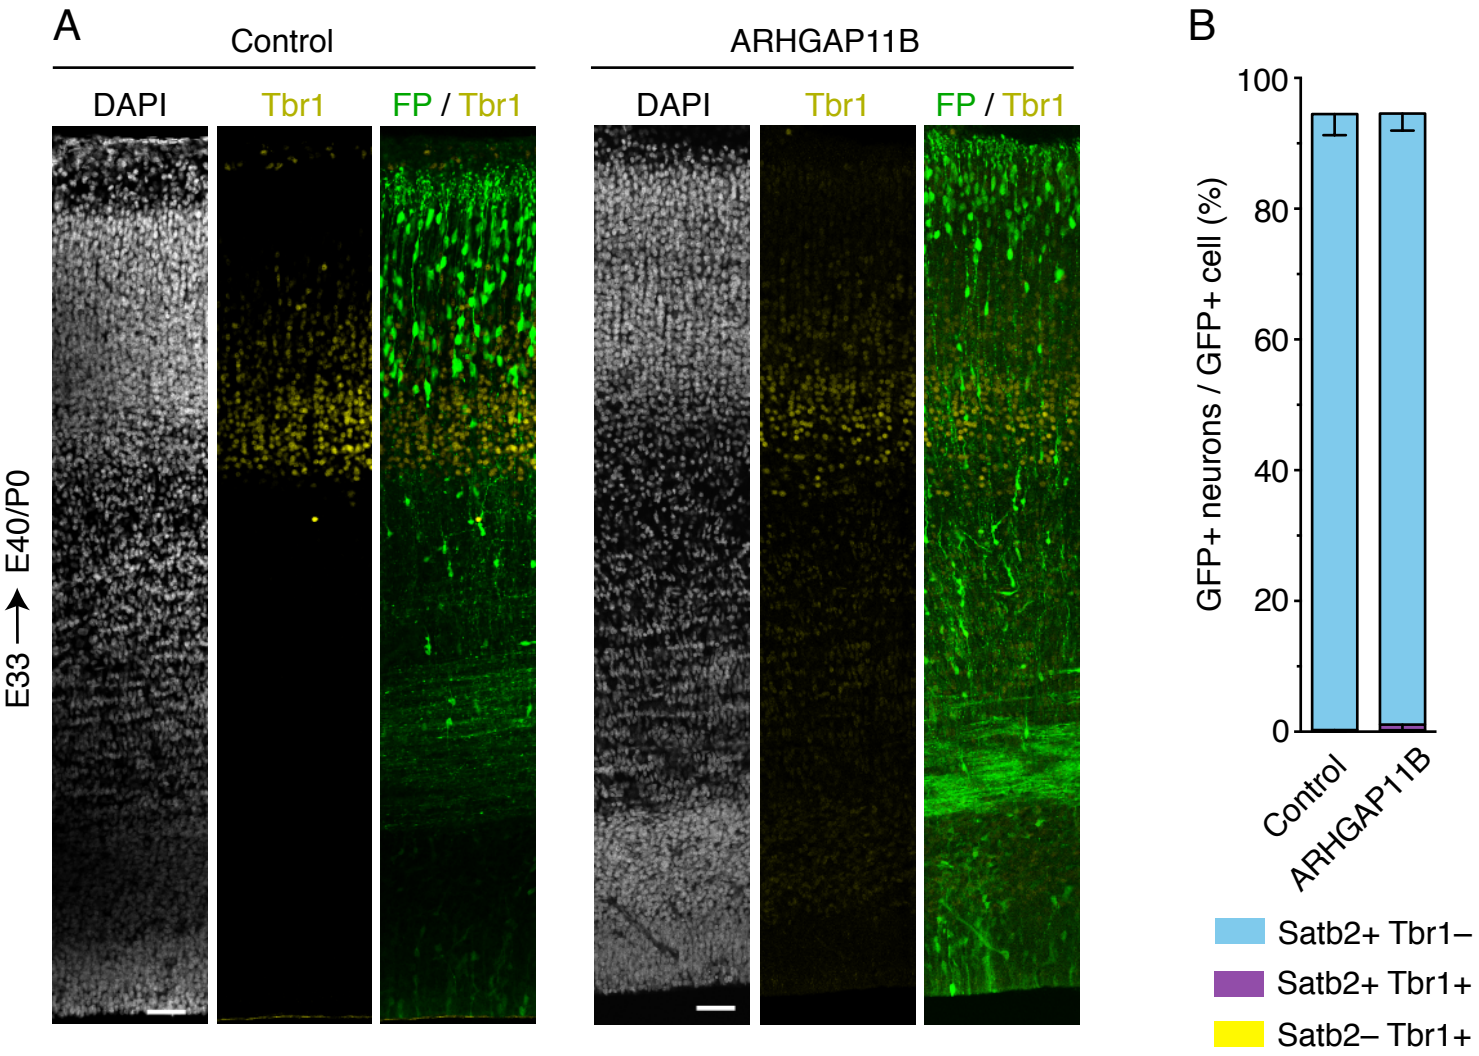 A
Control
ARHGAP11B
DAPI
Tbr1
FP / Tbr1
DAPI
Tbr1
FP / Tbr1
E33 → E40/P0
B
GFP+ neurons / GFP+ cell (%)
100
80
60
40
20
0
Control
ARHGAP11B
Satb2+ Tbr1–
Satb2+ Tbr1+
Satb2– Tbr1+